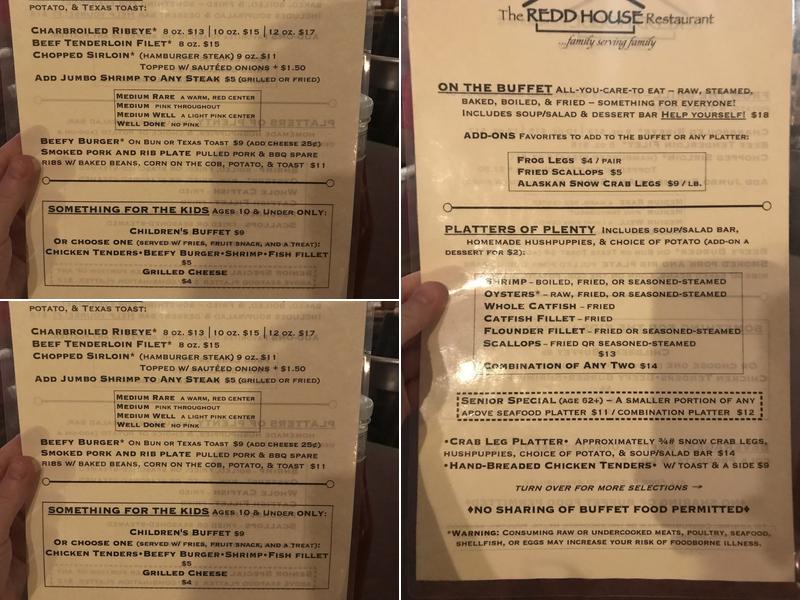 POTATO, & TEXAS TOAST:
CHARBROILED RIBEYE* 8 OZ. $13 | 10 OZ. $15 | 12 OZ. $17
BEEF TENDERLOIN FILET* 8 OZ. $15
CHOPPED SIRLOIN* (HAMBURGER STEAK) 9 OZ. $11
TOPPED W/ SAUTÉED ONIONS + $1.50
ADD JUMBO SHRIMP TO ANY STEAK $5 (GRILLED OR FRIED)
MEDIUM RARE A WARM, RED CENTER
MEDIUM PINK THROUGHOUT
MEDIUM WELL A LIGHT PINK CENTER
WELL DONE NO PINK
BEEFY BURGER* ON BUN OR TEXAS TOAST $9 (ADD CHEESE 25¢)
SMOKED PORK AND RIB PLATE PULLED PORK & BBQ SPARE
RIBS W/ BAKED BEANS, CORN ON THE COB, POTATO, & TOAST $11
SOMETHING FOR THE KIDS AGES 10 & UNDER ONLY:
CHILDREN'S BUFFET $9
OR CHOOSE ONE (SERVED W/ FRIES, FRUIT SNACK, AND A TREAT):
CHICKEN TENDERS•BEEFY BURGER•SHRIMP•FISH FILLET
$5
GRILLED CHEESE
$4
POTATO, & TEXAS TOAST:
CHARBROILED RIBEYE* 8 OZ. $13 | 10 OZ. $15 | 12 OZ. $17
BEEF TENDERLOIN FILET* 8 OZ. $15
CHOPPED SIRLOIN* (HAMBURGER STEAK) 9 OZ. $11
TOPPED W/ SAUTÉED ONIONS + $1.50
ADD JUMBO SHRIMP TO ANY STEAK $5 (GRILLED OR FRIED)
MEDIUM RARE A WARM, RED CENTER
MEDIUM PINK THROUGHOUT
MEDIUM WELL A LIGHT PINK CENTER
WELL DONE NO PINK
BEEFY BURGER* ON BUN OR TEXAS TOAST $9 (ADD CHEESE 25¢)
SMOKED PORK AND RIB PLATE PULLED PORK & BBQ SPARE
RIBS W/ BAKED BEANS, CORN ON THE COB, POTATO, & TOAST $11
SOMETHING FOR THE KIDS AGES 10 & UNDER ONLY:
CHILDREN'S BUFFET $9
OR CHOOSE ONE (SERVED W/ FRIES, FRUIT SNACK, AND A TREAT):
CHICKEN TENDERS•BEEFY BURGER•SHRIMP•FISH FILLET
$5
GRILLED CHEESE
$4
The REDD HOUSE Restaurant
...family serving family
ON THE BUFFET ALL-YOU-CARE-TO EAT – RAW, STEAMED,
BAKED, BOILED, & FRIED – SOMETHING FOR EVERYONE!
INCLUDES SOUP/SALAD & DESSERT BAR HELP YOURSELF! $18
ADD-ONS FAVORITES TO ADD TO THE BUFFET OR ANY PLATTER:
FROG LEGS $4 / PAIR
FRIED SCALLOPS $5
ALASKAN SNOW CRAB LEGS $9 / LB.
PLATTERS OF PLENTY INCLUDES SOUP/SALAD BAR,
HOMEMADE HUSHPUPPIES, & CHOICE OF POTATO (ADD-ON A
DESSERT FOR $2):
SHRIMP – BOILED, FRIED, OR SEASONED-STEAMED
OYSTERS* – RAW, FRIED, OR SEASONED-STEAMED
WHOLE CATFISH – FRIED
CATFISH FILLET – FRIED
FLOUNDER FILLET – FRIED OR SEASONED-STEAMED
SCALLOPS – FRIED OR SEASONED-STEAMED
$13
COMBINATION OF ANY TWO $14
SENIOR SPECIAL (AGE 62+) – A SMALLER PORTION OF ANY
ABOVE SEAFOOD PLATTER $11 / COMBINATION PLATTER $12
•CRAB LEG PLATTER• APPROXIMATELY ¾# SNOW CRAB LEGS,
HUSHPUPPIES, CHOICE OF POTATO, & SOUP/SALAD BAR $14
•HAND-BREADED CHICKEN TENDERS• W/ TOAST & A SIDE $9
TURN OVER FOR MORE SELECTIONS →
♦NO SHARING OF BUFFET FOOD PERMITTED♦
*WARNING: CONSUMING RAW OR UNDERCOOKED MEATS, POULTRY, SEAFOOD,
SHELLFISH, OR EGGS MAY INCREASE YOUR RISK OF FOODBORNE ILLNESS.